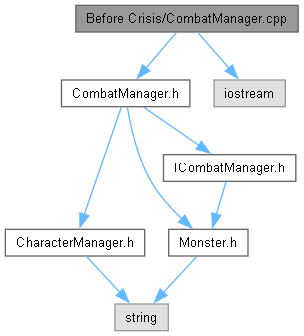 Before Crisis/CombatManager.cpp
CombatManager.h
iostream
ICombatManager.h
CharacterManager.h
Monster.h
string